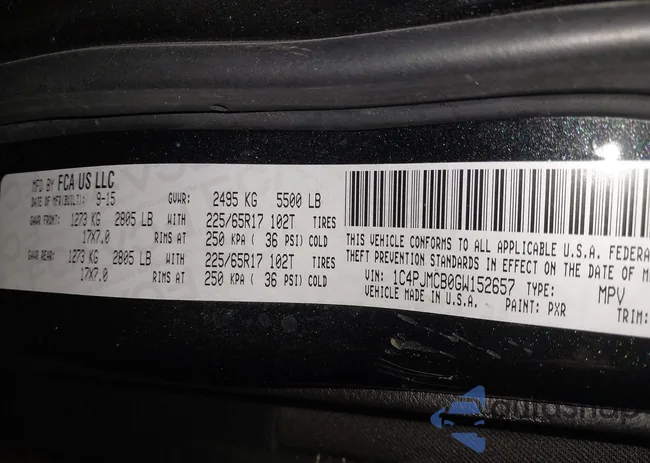 MFD BY FCA US LLC
DATE OF MFR(BUILT): 9-15 GVWR: 2495 KG 5500 LB
GAWR FRONT: 1273 KG 2805 LB WITH 225/65R17 102T TIRES
17X7.0 RIMS AT 250 KPA ( 36 PSI) COLD
GAWR REAR: 1273 KG 2805 LB WITH 225/65R17 102T TIRES
17X7.0 RIMS AT 250 KPA ( 36 PSI) COLD
THIS VEHICLE CONFORMS TO ALL APPLICABLE U.S.A. FEDERA
THEFT PREVENTION STANDARDS IN EFFECT ON THE DATE OF M
VIN: 1C4PJMCB0GW152657 TYPE: MPV
VEHICLE MADE IN U.S.A. PAINT: PXR TRIM: